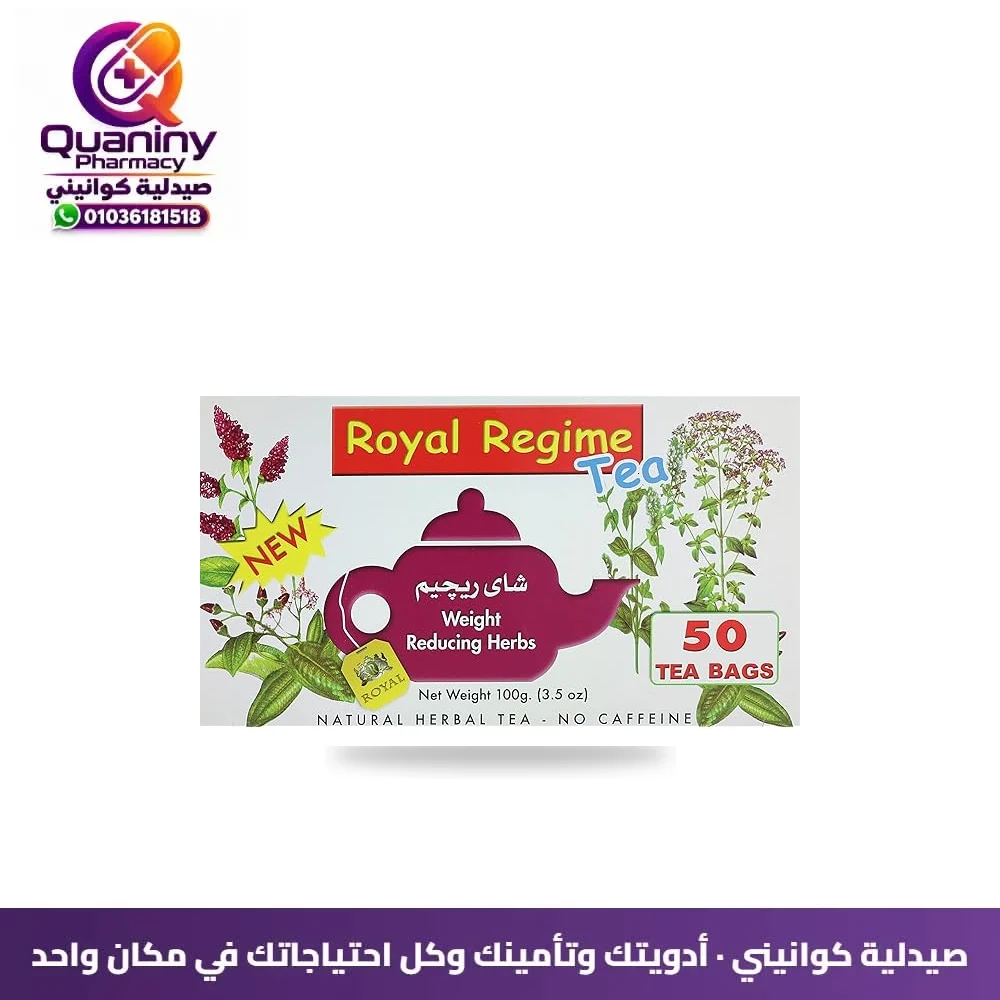 Quaniny
Pharmacy
صيدلية كوانيني
01036181518
Royal Regime
Tea
NEW
شاى ريچيم
Weight
Reducing Herbs
50
TEA BAGS
ROYAL
Net Weight 100g. (3.5 oz)
NATURAL HERBAL TEA - NO CAFFEINE
صيدلية كوانيني · أدويتك وتأمينك وكل احتياجاتك في مكان واحد